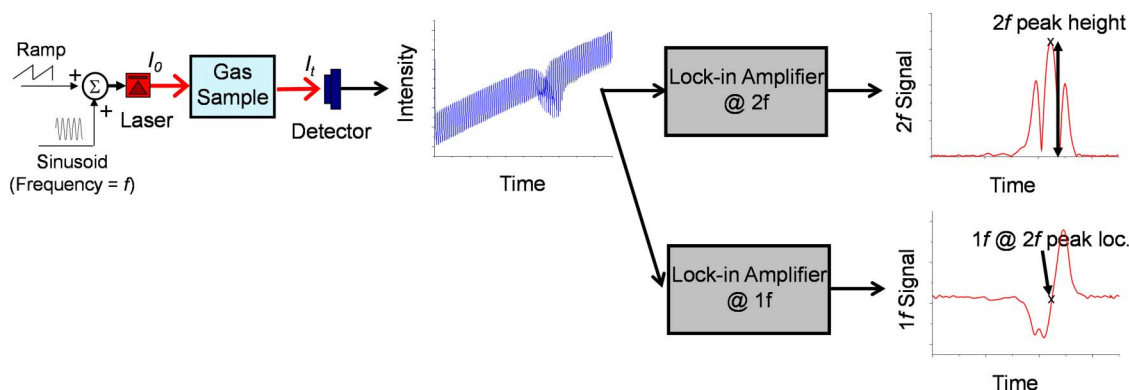 Ramp
+
Σ
+
Sinusoid
(Frequency = f)
I0
Laser
Gas
Sample
It
Detector
Intensity
Time
Lock-in Amplifier
@ 2f
2f Signal
2f peak height
x
Time
Lock-in Amplifier
@ 1f
1f Signal
1f @ 2f peak loc.
x
Time